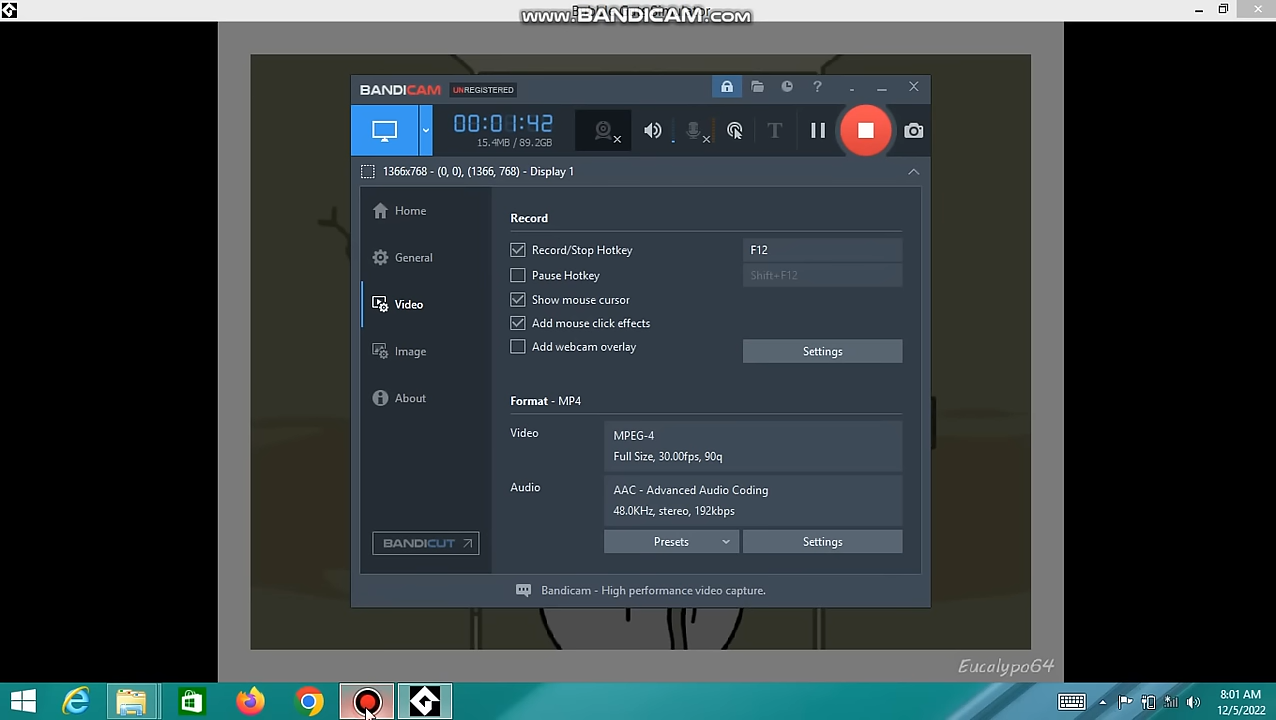 www.BANDICAM.com
BANDICAM UNREGISTERED
?
00:01:42
15.4MB / 89.2GB
T
1366x768 - (0, 0), (1366, 768) - Display 1
Home
General
Video
Image
About
BANDICUT
Record
Record/Stop Hotkey F12
Pause Hotkey Shift+F12
Show mouse cursor
Add mouse click effects
Add webcam overlay Settings
Format - MP4
Video MPEG-4
Full Size, 30.00fps, 90q
Audio AAC - Advanced Audio Coding
48.0KHz, stereo, 192kbps
Presets Settings
Bandicam - High performance video capture.
Eucalypo64
8:01 AM
12/5/2022